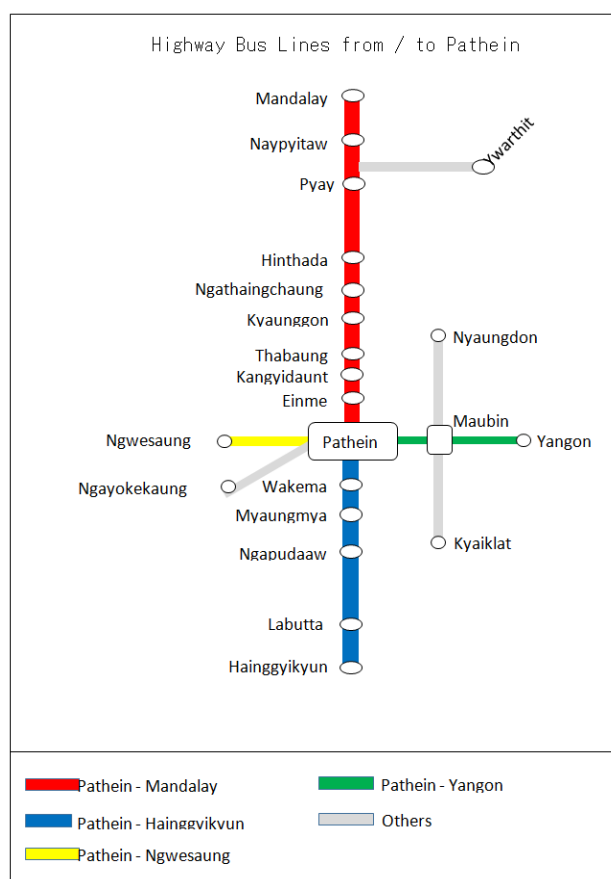 Highway Bus Lines from / to Pathein
Mandalay
Naypyitaw
Ywarthit
Pyay
Hinthada
Ngathaingchaung
Kyaunggon
Nyaungdon
Thabaung
Kangyidaunt
Einme
Maubin
Ngwesaung
Pathein
Yangon
Ngayokekaung
Wakema
Myaungmya
Kyaiklat
Ngapudaaw
Labutta
Hainggyikyun
Pathein - Mandalay
Pathein - Yangon
Pathein - Hainggyikyun
Others
Pathein - Ngwesaung